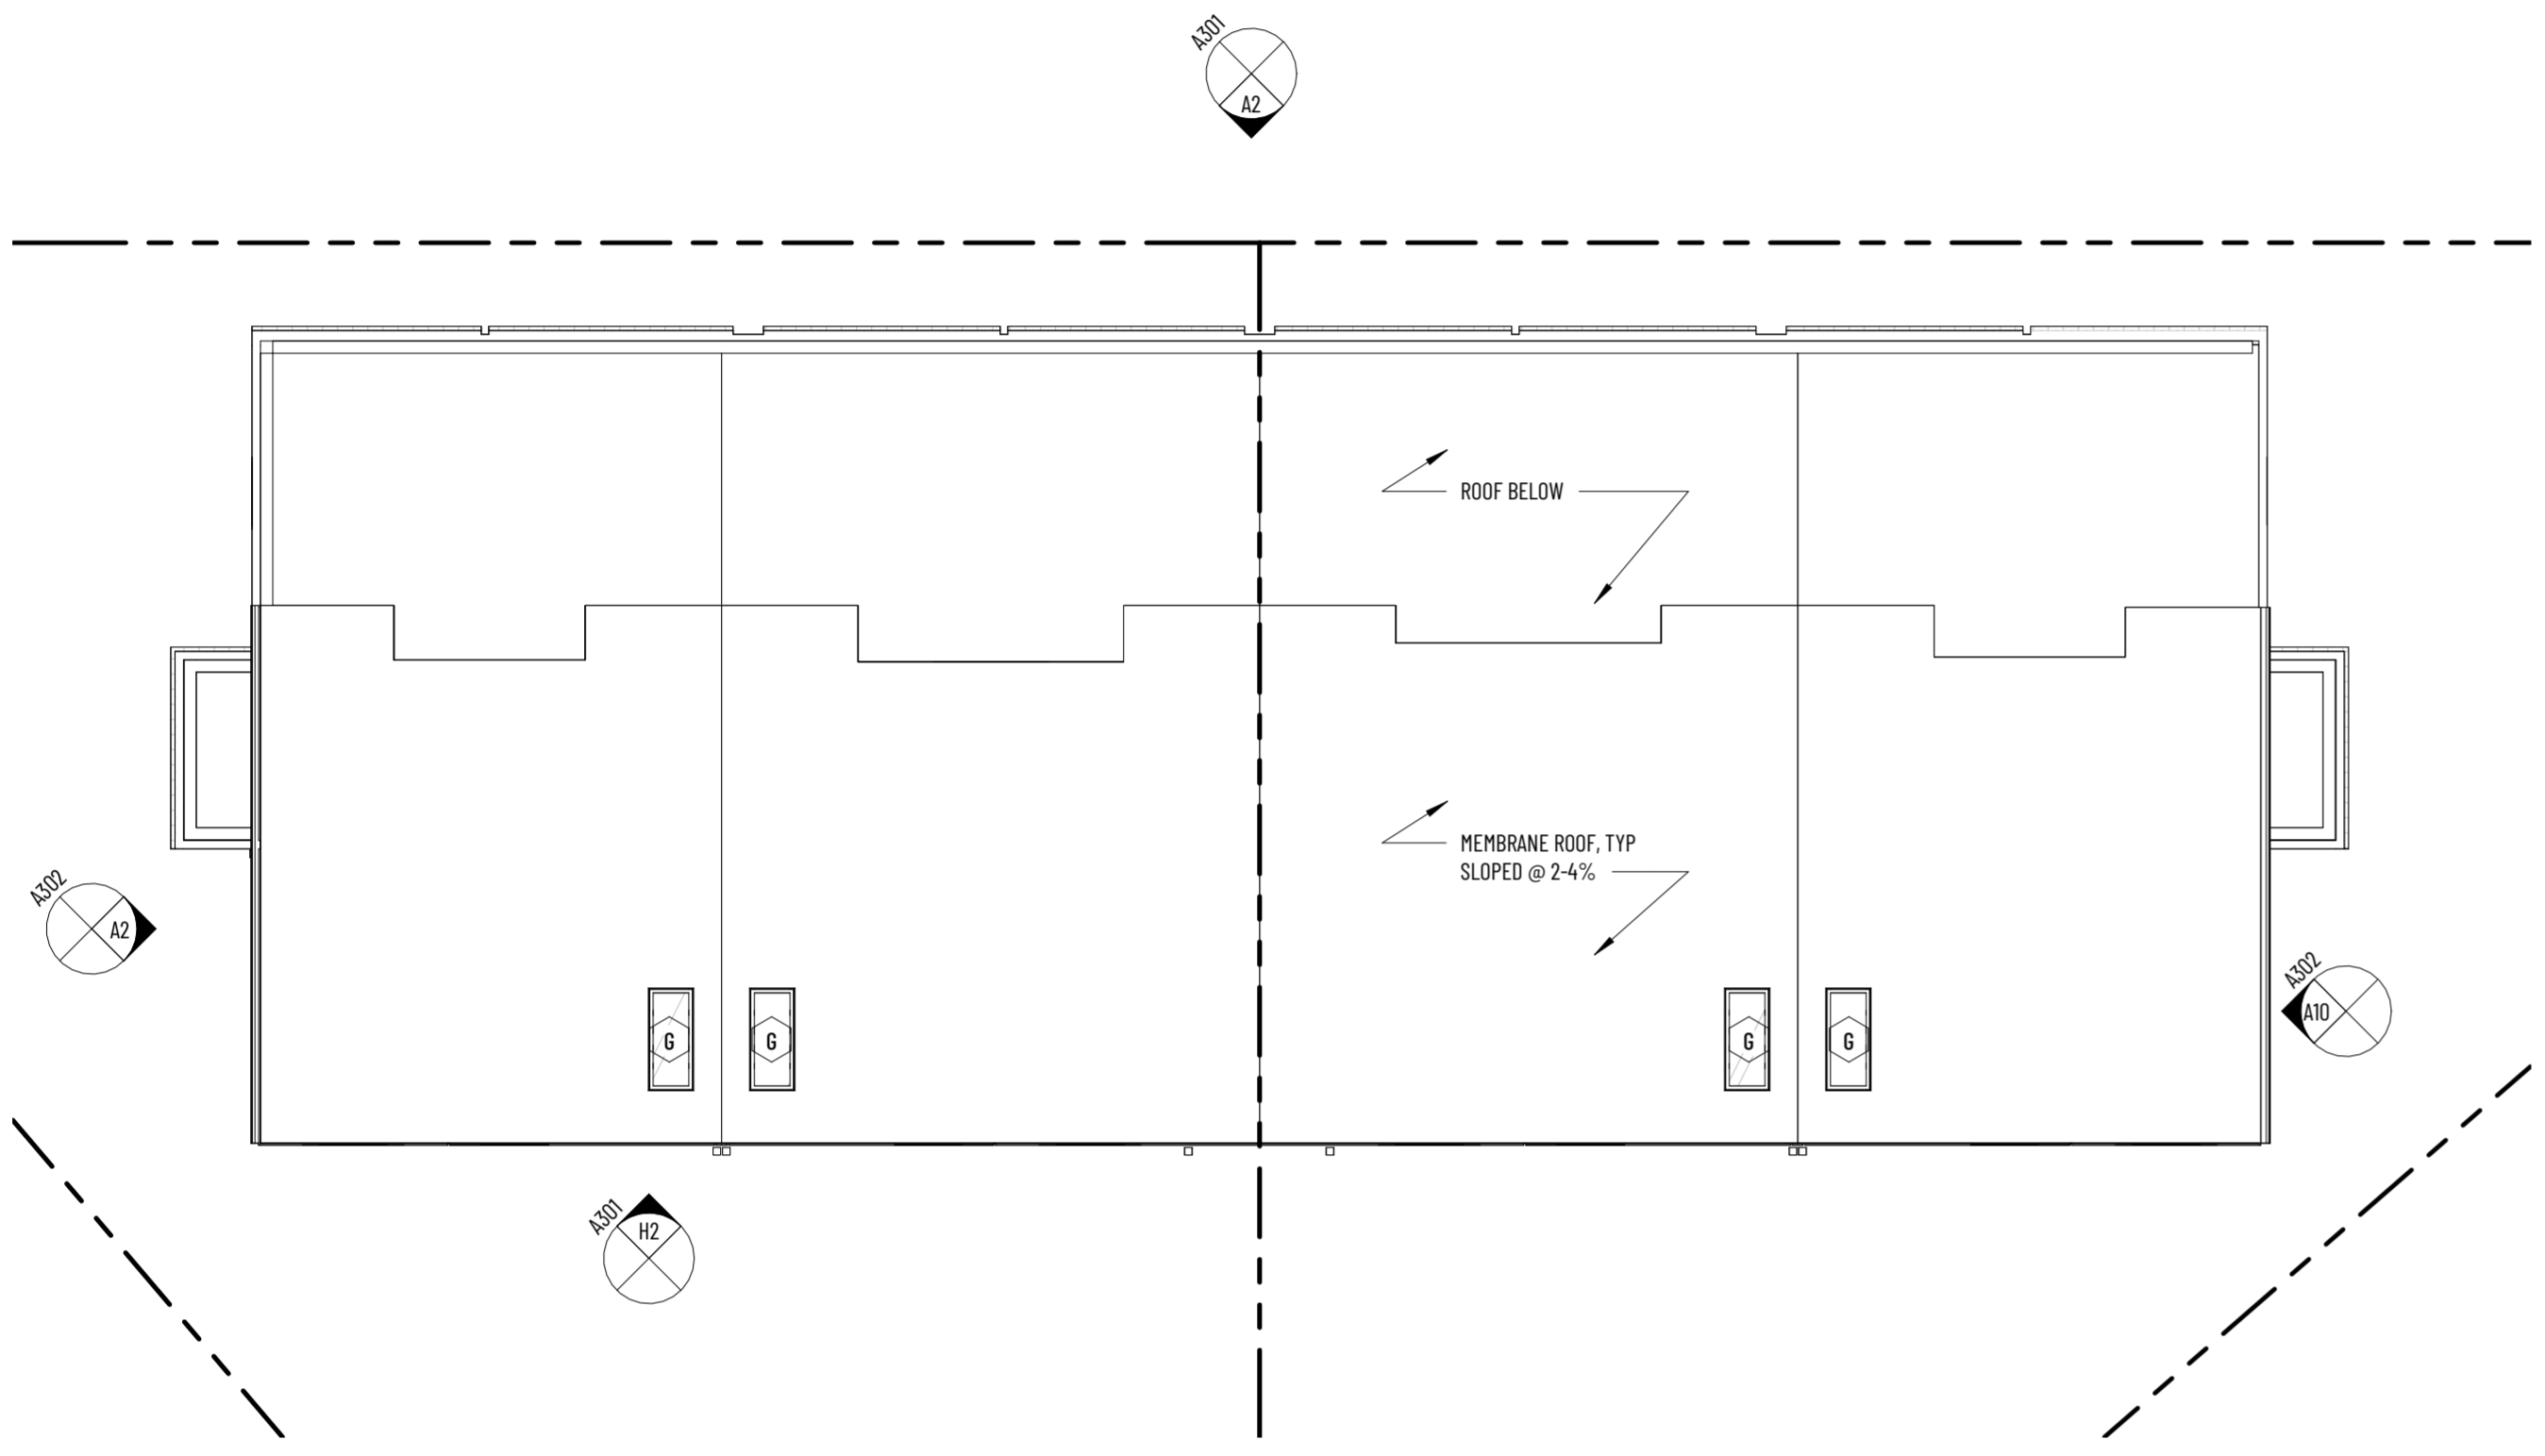 A301
A2
ROOF BELOW
MEMBRANE ROOF, TYP
SLOPED @ 2-4%
A302
A2
A302
A10
G
G
G
G
A301
H2